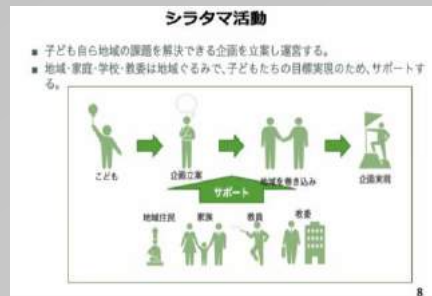 シラタマ活動
■ 子ども自ら地域の課題を解決できる企画を立案し運営する。
■ 地域・家庭・学校・教委は地域ぐるみで、子どもたちの目標実現のため、サポートす
る。
こども
企画立案
地域を巻き込み
企画実現
サポート
地域住民
家族
教員
教委
8